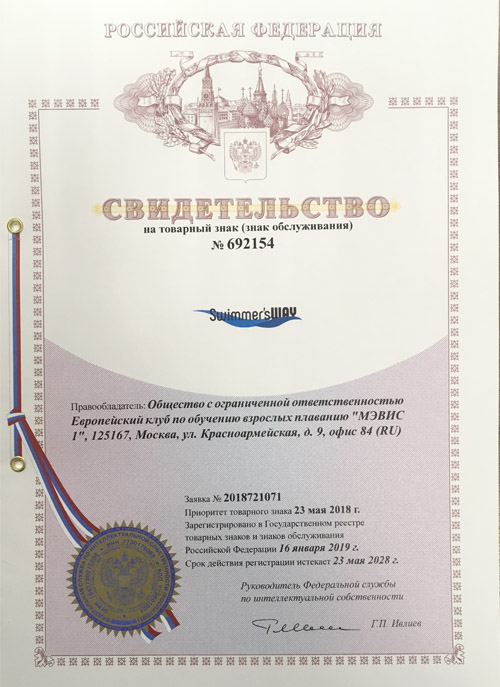 РОССИЙСКАЯ ФЕДЕРАЦИЯ
СВИДЕТЕЛЬСТВО
на товарный знак (знак обслуживания)
№ 692154
Swimmer'sWAY
Правообладатель: Общество с ограниченной ответственностью
Европейский клуб по обучению взрослых плаванию "МЭВИС
1", 125167, Москва, ул. Красноармейская, д. 9, офис 84 (RU)
Заявка № 2018721071
Приоритет товарного знака 23 мая 2018 г.
Зарегистрировано в Государственном реестре
товарных знаков и знаков обслуживания
Российской Федерации 16 января 2019 г.
Срок действия регистрации истекает 23 мая 2028 г.
Руководитель Федеральной службы
по интеллектуальной собственности
Г.П. Ивлиев